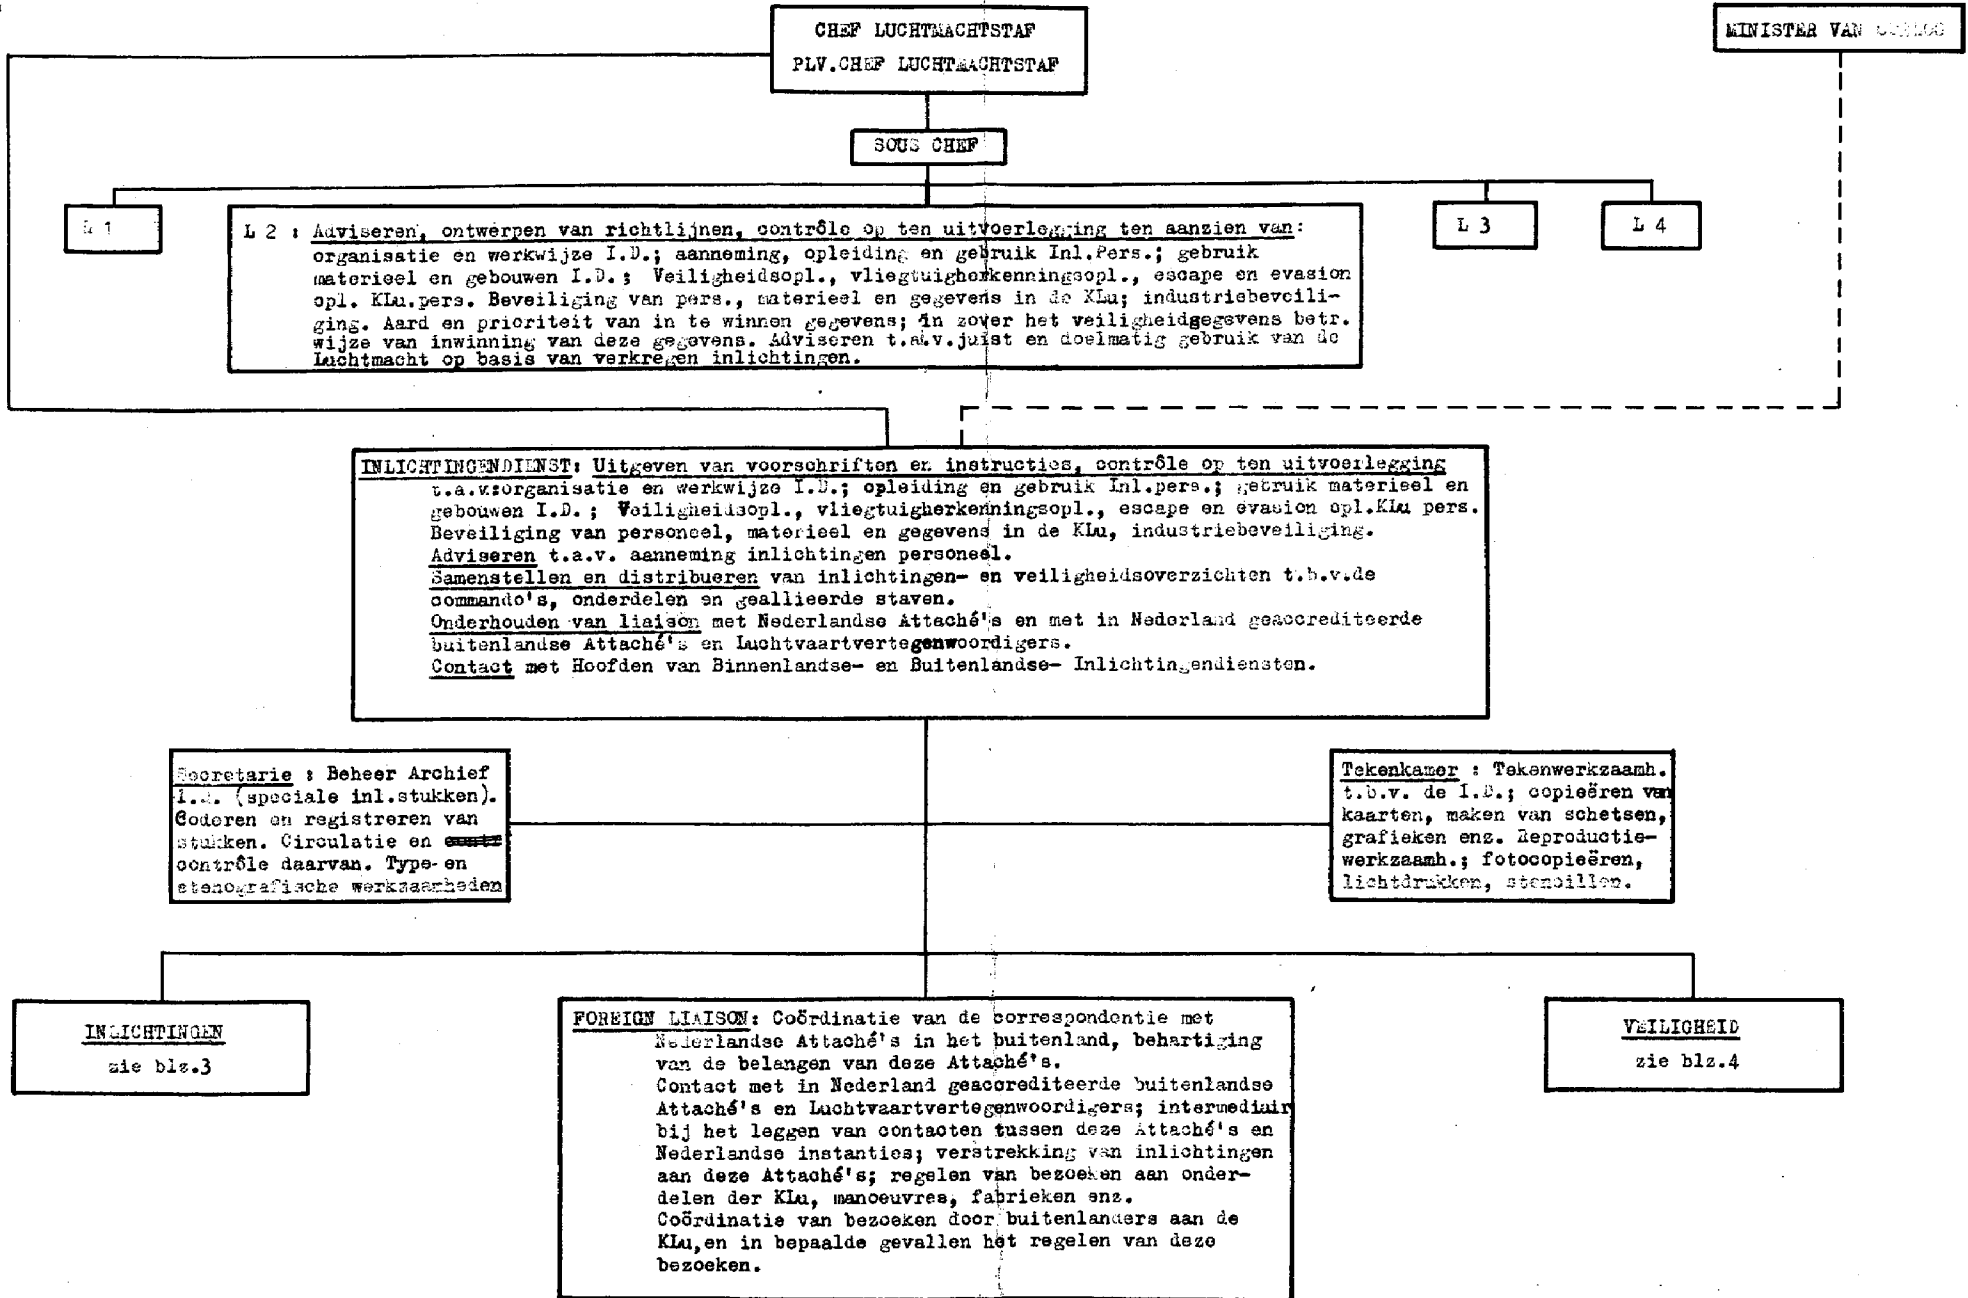 CHEF LUCHTMACHTSTAF
PLV.CHEF LUCHTMACHTSTAF
MINISTER VAN OORLOG
SOUS CHEF
L 1
L 2 : Adviseren, ontwerpen van richtlijnen, contrôle op ten uitvoerlegging ten aanzien van:
organisatie en werkwijze I.D.; aanneming, opleiding en gebruik Inl.Pers.; gebruik
materieel en gebouwen I.D.; Veiligheidsopl., vliegtuigherkenningsopl., escape en evasion
opl. KLu.pers. Beveiliging van pers., materieel en gegevens in de KLu; industriebeveili-
ging. Aard en prioriteit van in te winnen gegevens; in zover het veiligheidgegevens betr.
wijze van inwinning van deze gegevens. Adviseren t.a.v.juist en doelmatig gebruik van de
Luchtmacht op basis van verkregen inlichtingen.
L 3
L 4
INLICHTINGENDIENST: Uitgeven van voorschriften en instructies, contrôle op ten uitvoerlegging
t.a.v:organisatie en werkwijze I.D.; opleiding en gebruik Inl.pers.; gebruik materieel en
gebouwen I.D.; Veiligheidsopl., vliegtuigherkenningsopl., escape en evasion opl.KLu pers.
Beveiliging van personeel, materieel en gegevens in de KLu, industriebeveiliging.
Adviseren t.a.v. aanneming inlichtingen personeel.
Samenstellen en distribueren van inlichtingen- en veiligheidsoverzichten t.b.v.de
commando's, onderdelen en geallieerde staven.
Onderhouden van liaison met Nederlandse Attaché's en met in Nederland geaccrediteerde
buitenlandse Attaché's en Luchtvaartvertegenwoordigers.
Contact met Hoofden van Binnenlandse- en Buitenlandse- Inlichtingendiensten.
Secretarie : Beheer Archief
I.D. (speciale inl.stukken).
Coderen en registreren van
stukken. Circulatie en
contrôle daarvan. Type- en
stenografische werkzaamheden
Tekenkamer : Tekenwerkzaamh.
t.b.v. de I.D.; copieëren van
kaarten, maken van schetsen,
grafieken enz. Reproductie-
werkzaamh.; fotocopieëren,
lichtdrukken, stencillen.
INLICHTINGEN
zie blz.3
FOREIGN LIAISON: Coördinatie van de correspondentie met
Nederlandse Attaché's in het buitenland, behartiging
van de belangen van deze Attaché's.
Contact met in Nederland geaccrediteerde buitenlandse
Attaché's en Luchtvaartvertegenwoordigers; intermediair
bij het leggen van contacten tussen deze Attaché's en
Nederlandse instanties; verstrekking van inlichtingen
aan deze Attaché's; regelen van bezoeken aan onder-
delen der KLu, manoeuvres, fabrieken enz.
Coördinatie van bezoeken door buitenlanders aan de
KLu,en in bepaalde gevallen het regelen van deze
bezoeken.
VEILIGHEID
zie blz.4